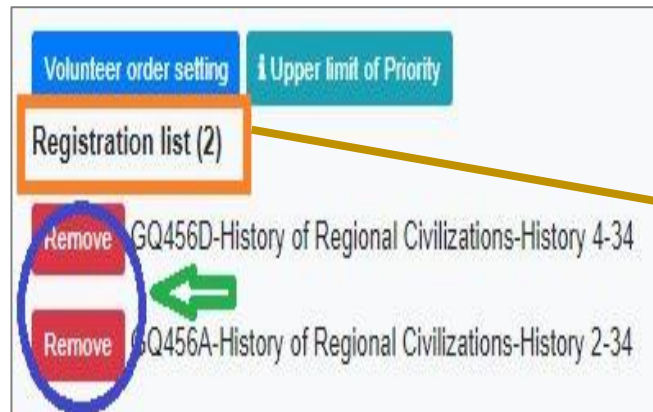 Volunteer order setting i Upper limit of Priority
Registration list (2)
Remove GQ456D-History of Regional Civilizations-History 4-34
Remove GQ456A-History of Regional Civilizations-History 2-34